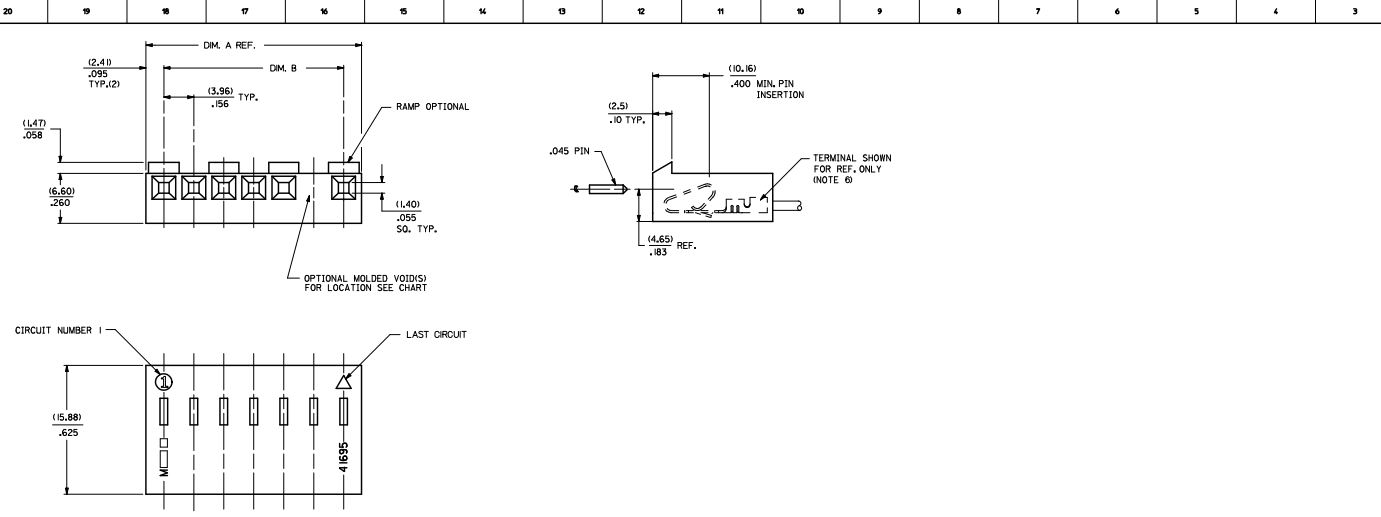 20 19 18 17 16 15 14 13 12 11 10 9 8 7 6 5 4 3
DIM. A REF.
(2.41)
.095
TYP.(2)
DIM. B
(3.96)
.156
TYP.
RAMP OPTIONAL
(1.47)
.058
(6.60)
.260
(1.40)
.055
SQ. TYP.
OPTIONAL MOLDED VOID(S)
FOR LOCATION SEE CHART
(10.16)
.400 MIN. PIN
INSERTION
(2.5)
.10 TYP.
.045 PIN
TERMINAL SHOWN
FOR REF. ONLY
(NOTE 6)
(4.65)
.183
REF.
CIRCUIT NUMBER 1
LAST CIRCUIT
1
(15.88)
.625
M
41695